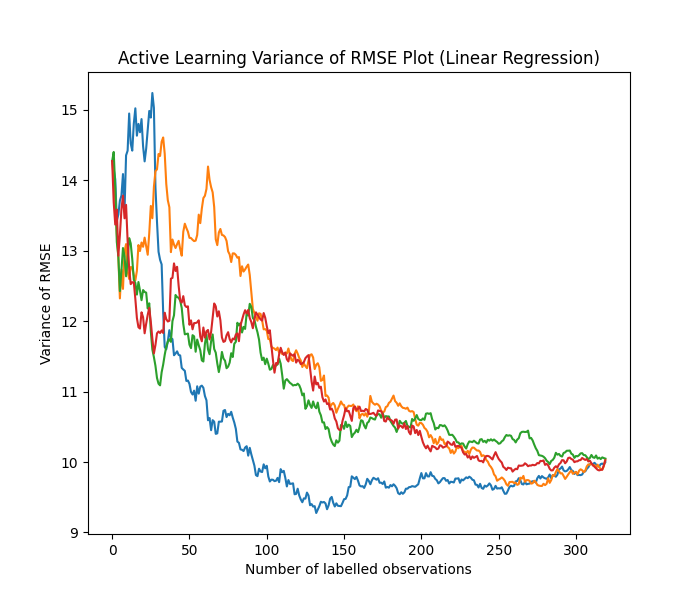 Active Learning Variance of RMSE Plot (Linear Regression)
Variance of RMSE
15
14
13
12
11
10
9
0 50 100 150 200 250 300
Number of labelled observations